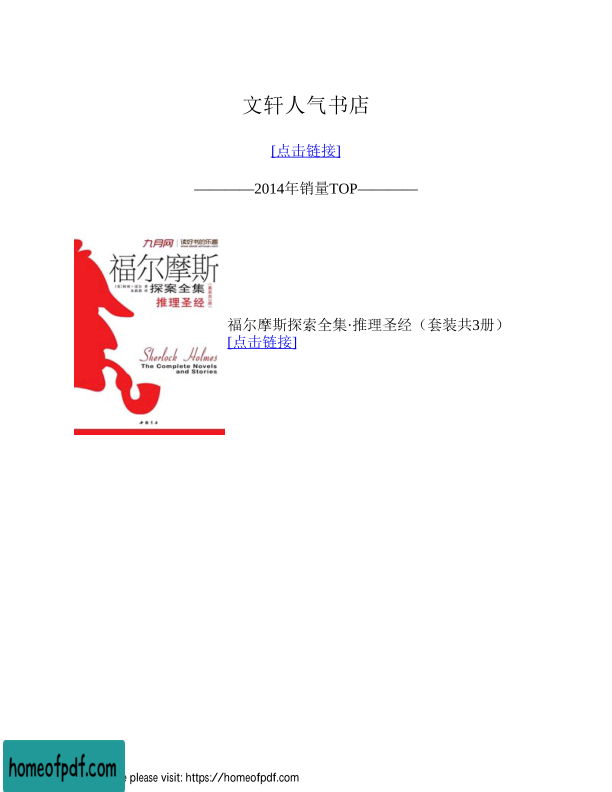 文轩人气书店
[点击链接]
————2014年销量TOP————
九月网 读好书的乐趣
福尔摩斯
探案全集
推理圣经
福尔摩斯探索全集·推理圣经（套装共3册）
[点击链接]
Sherlock Holmes
The Complete Novels
and Stories
homeofpdf.com
please visit: https://homeofpdf.com